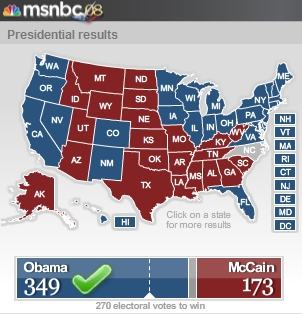 msnbc 08
Presidential results
WA
MT
ND
MN
ME
OR
ID
SD
WI
MI
NY
WY
IA
PA
NV
NE
IL
IN
OH
UT
CO
KS
MO
WV
VA
CA
KY
NC
AZ
NM
OK
AR
TN
SC
MS
AL
GA
TX
LA
FL
AK
HI
NH
VT
MA
RI
CT
NJ
DE
MD
DC
Click on a state
for more results
Obama
McCain
349
173
270 electoral votes to win